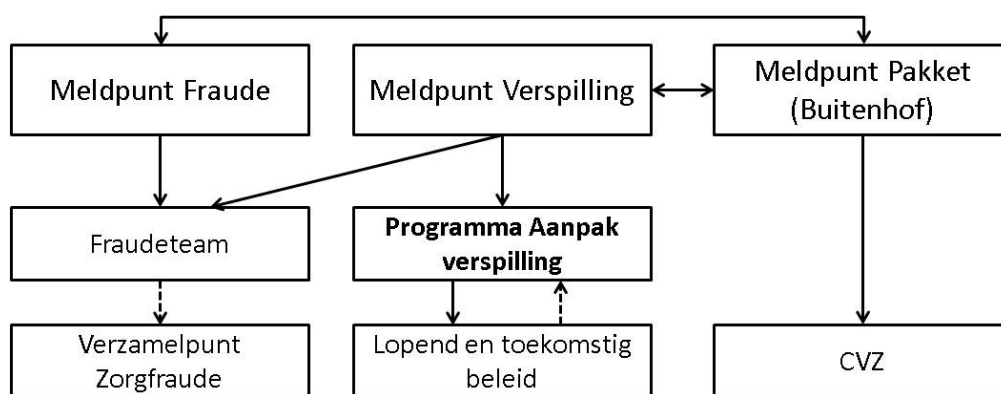 Meldpunt Fraude
Meldpunt Verspilling
Meldpunt Pakket
(Buitenhof)
Fraudeteam
Programma Aanpak
verspilling
Verzamelpunt
Zorgfraude
Lopend en toekomstig
beleid
CVZ